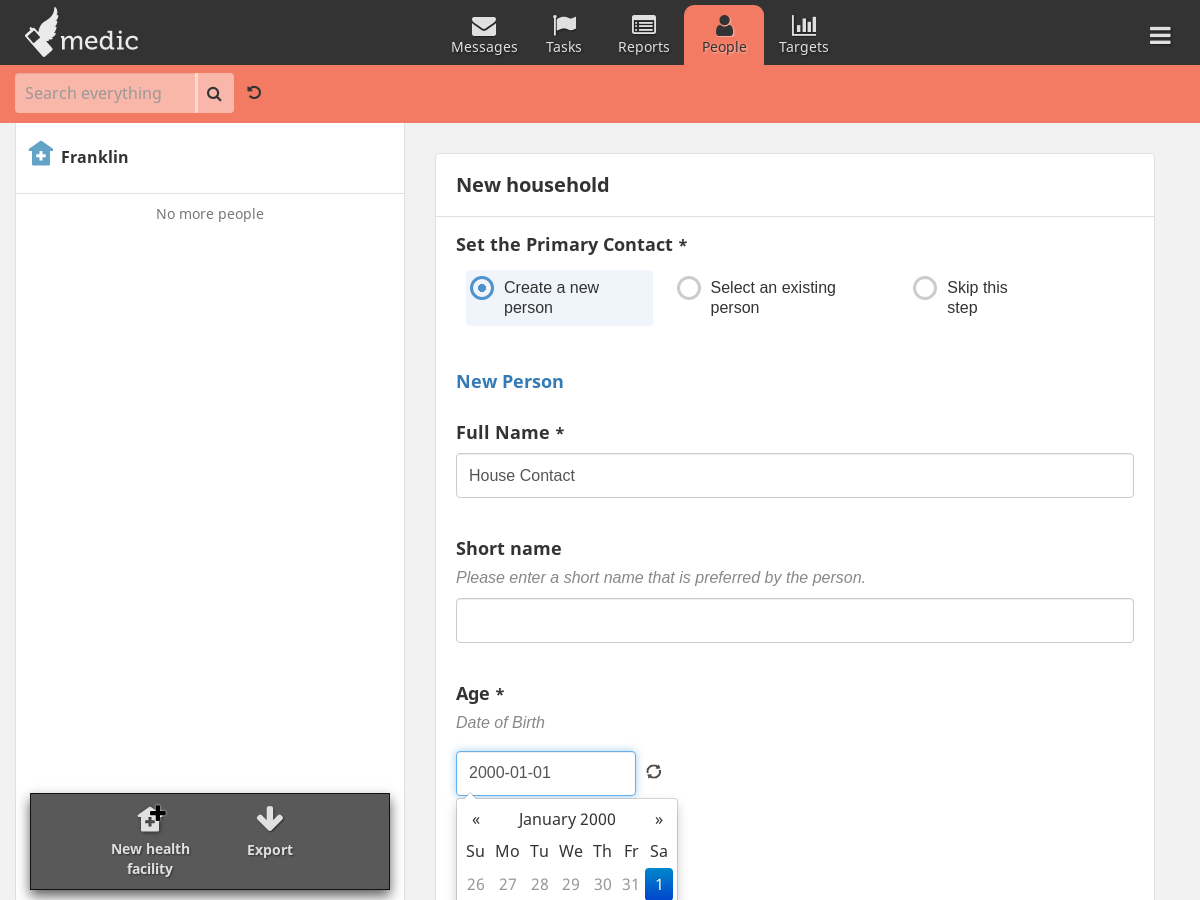 medic
Messages
Tasks
Reports
People
Targets
Search everything
Franklin
No more people
New health
facility
Export
New household
Set the Primary Contact *
Create a new
person
Select an existing
person
Skip this
step
New Person
Full Name *
House Contact
Short name
Please enter a short name that is preferred by the person.
Age *
Date of Birth
2000-01-01
« January 2000 »
Su Mo Tu We Th Fr Sa
26 27 28 29 30 31 1